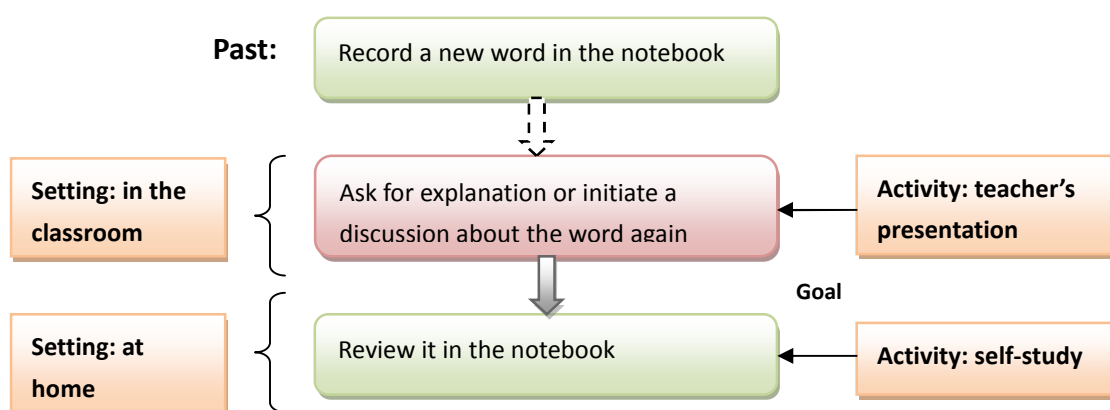 Past:
Record a new word in the notebook
Setting: in the
classroom
Ask for explanation or initiate a
discussion about the word again
Activity: teacher’s
presentation
Goal
Setting: at
home
Review it in the notebook
Activity: self-study